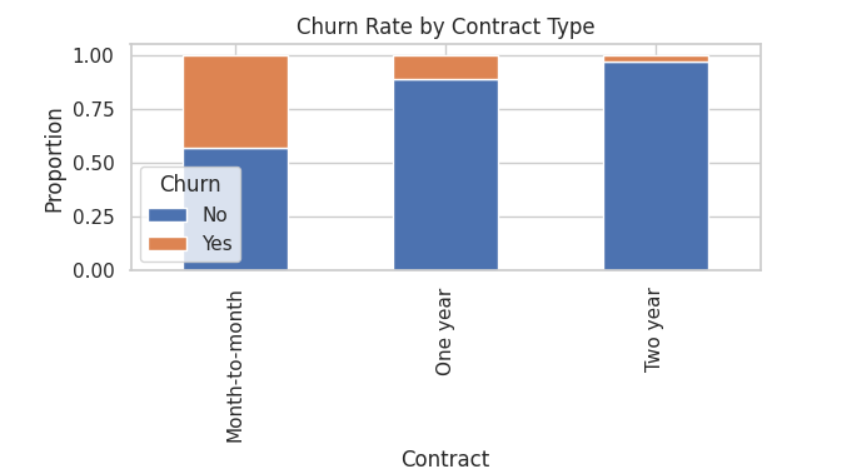 Churn Rate by Contract Type
Proportion
1.00
0.75
0.50
0.25
0.00
Churn
No
Yes
Month-to-month
One year
Two year
Contract